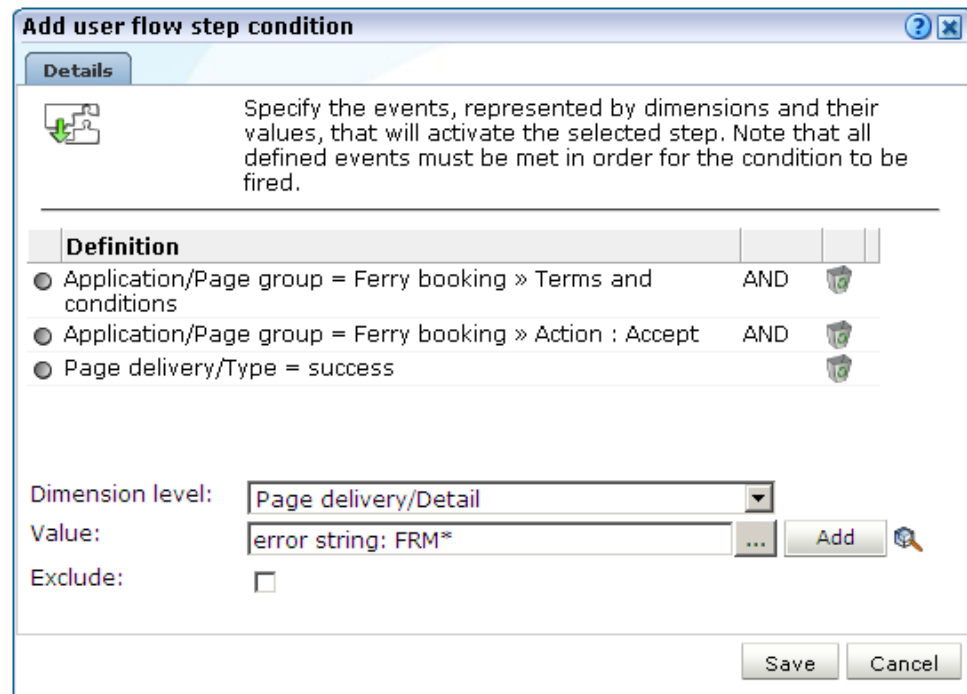 Add user flow step condition
?
Details
Specify the events, represented by dimensions and their
values, that will activate the selected step. Note that all
defined events must be met in order for the condition to be
fired.
Definition
Application/Page group = Ferry booking » Terms and AND
conditions
Application/Page group = Ferry booking » Action : Accept AND
Page delivery/Type = success
Dimension level: Page delivery/Detail
Value: error string: FRM* ... Add
Exclude:
Save Cancel